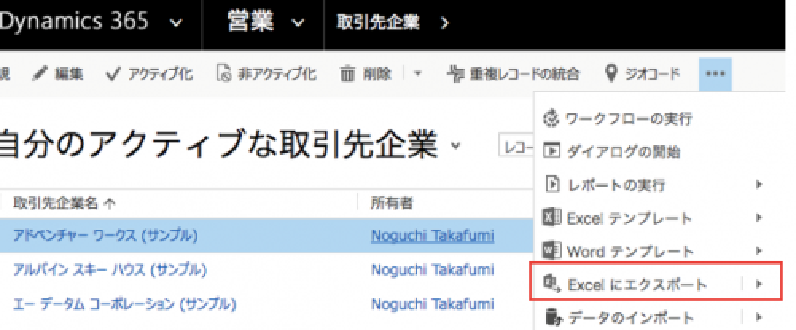 Dynamics 365 営業 取引先企業
編集 アクティブ化 非アクティブ化 削除 重複レコードの統合 ジオコード ...
ワークフローの実行
自分のアクティブな取引先企業 レコー
ダイアログの開始
レポートの実行
取引先企業名 所有者
Excel テンプレート
アドベンチャー ワークス (サンプル) Noguchi Takafumi
Word テンプレート
アルパイン スキー ハウス (サンプル) Noguchi Takafumi
Excel にエクスポート
エー データム コーポレーション (サンプル) Noguchi Takafumi
データのインポート